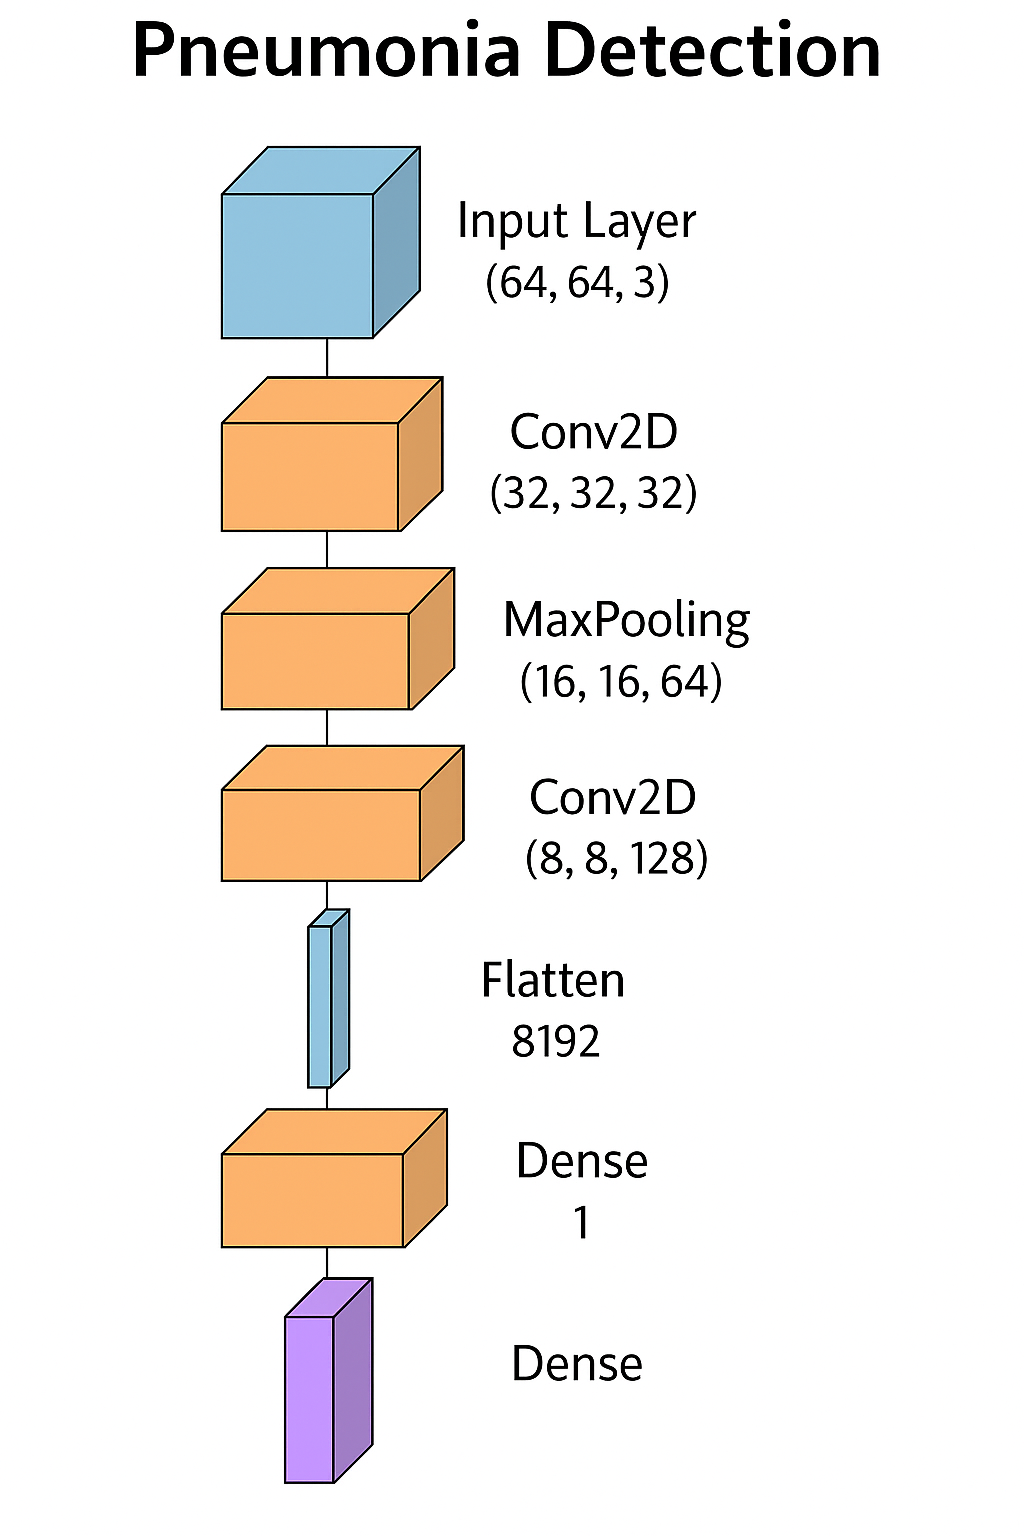 Pneumonia Detection
Input Layer
(64, 64, 3)
Conv2D
(32, 32, 32)
MaxPooling
(16, 16, 64)
Conv2D
(8, 8, 128)
Flatten
8192
Dense
1
Dense